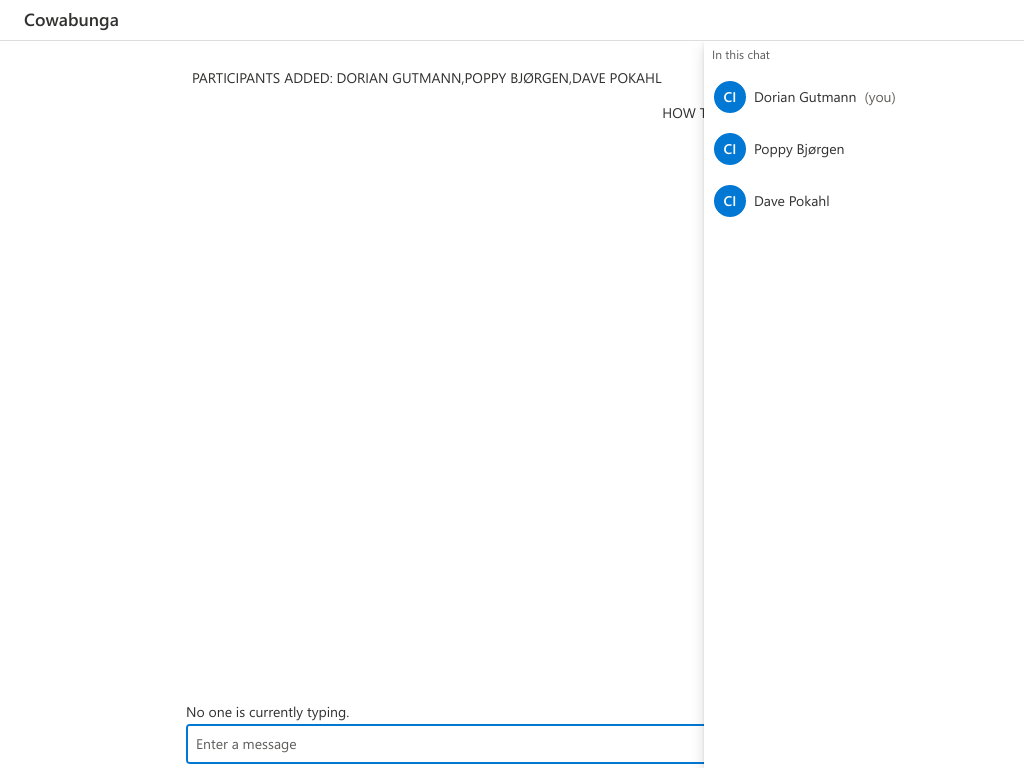 Cowabunga
PARTICIPANTS ADDED: DORIAN GUTMANN,POPPY BJØRGEN,DAVE POKAHL
HOW
No one is currently typing.
Enter a message
In this chat
CI Dorian Gutmann (you)
CI Poppy Bjørgen
CI Dave Pokahl